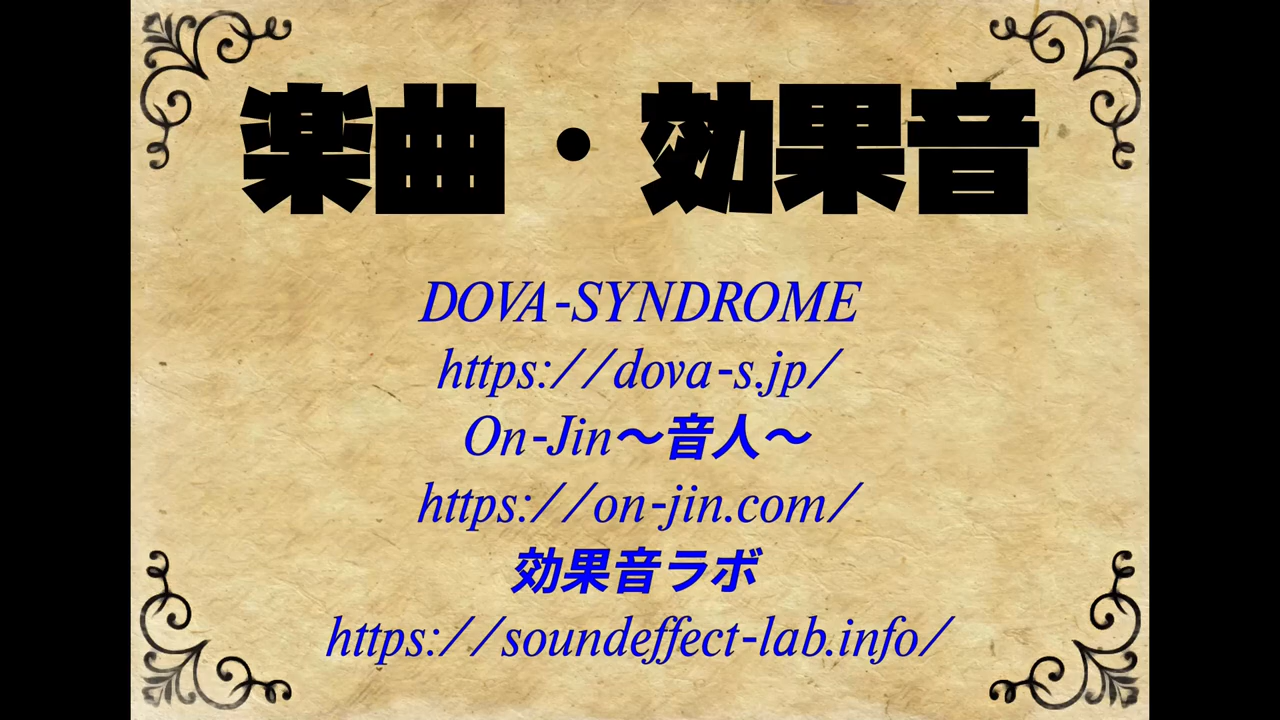 楽曲・効果音
DOVA-SYNDROME
https://dova-s.jp/
On-Jin～音人～
https://on-jin.com/
効果音ラボ
https://soundeffect-lab.info/